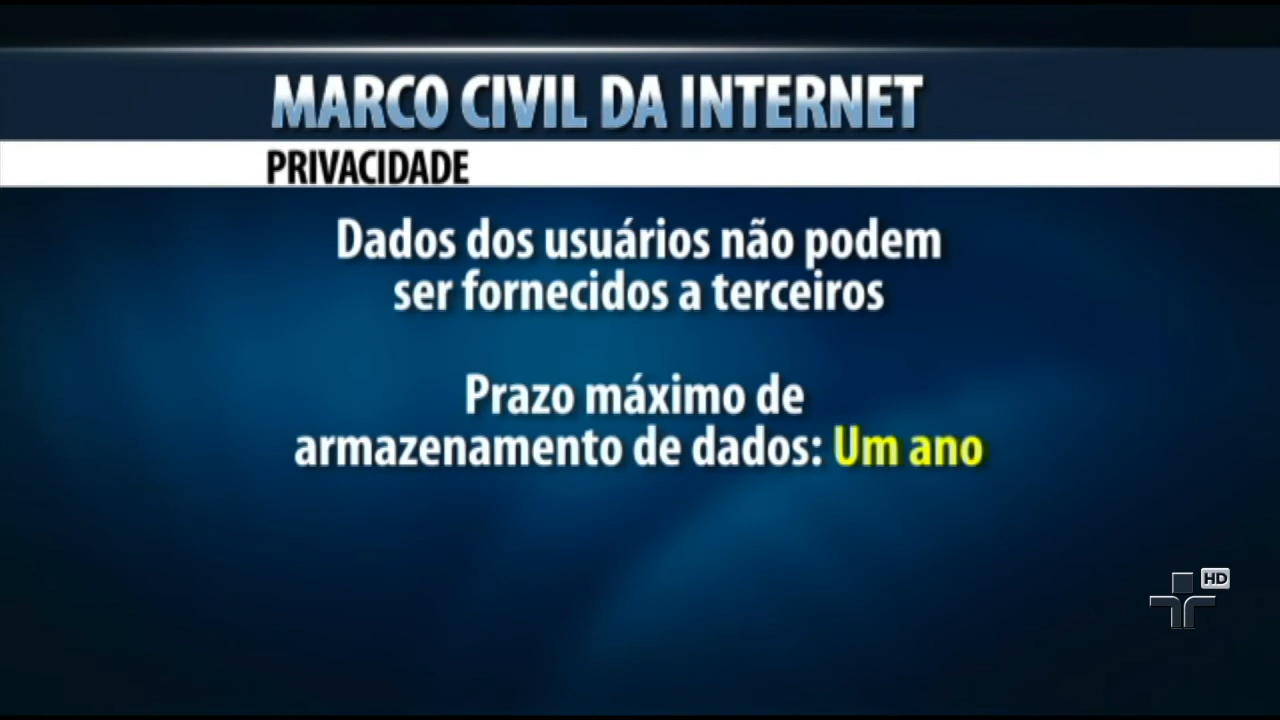 MARCO CIVIL DA INTERNET
PRIVACIDADE
Dados dos usuários não podem
ser fornecidos a terceiros
Prazo máximo de
armazenamento de dados: Um ano
HD